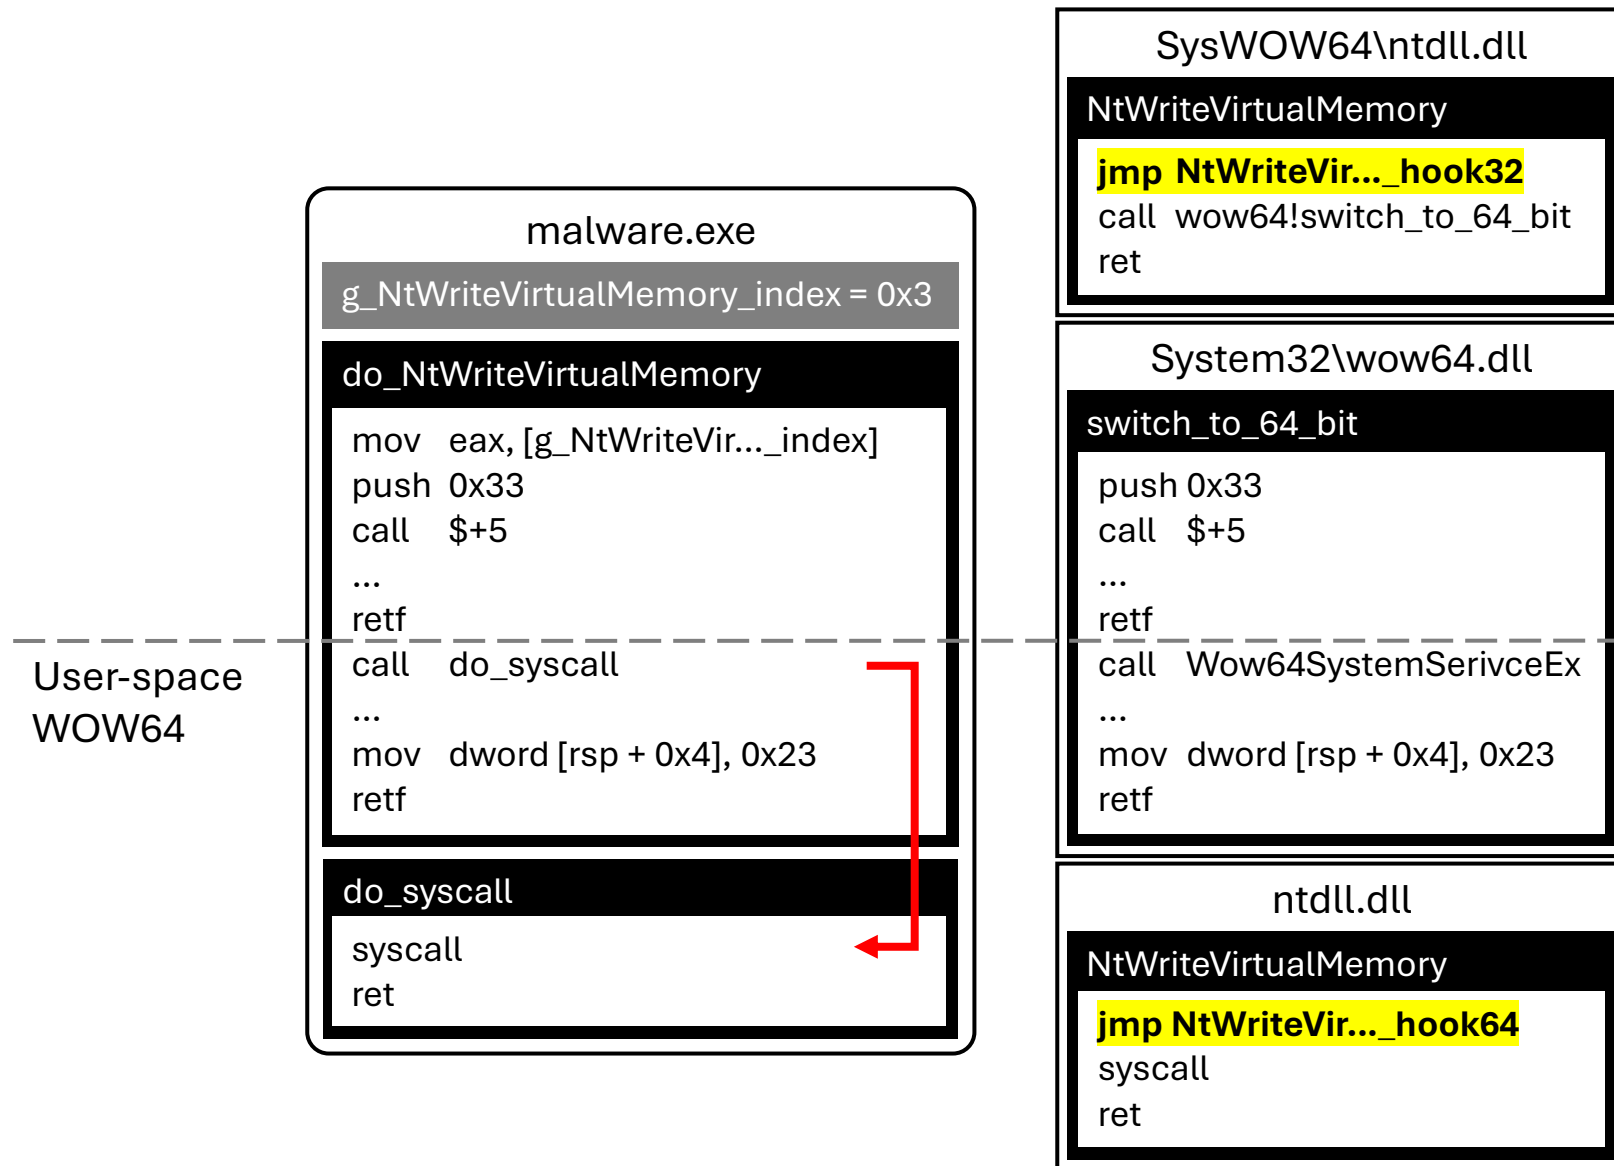 malware.exe
g_NtWriteVirtualMemory_index = 0x3
do_NtWriteVirtualMemory
mov eax, [g_NtWriteVir..._index]
push 0x33
call $+5
...
retf
call do_syscall
...
mov dword [rsp + 0x4], 0x23
retf
do_syscall
syscall
ret
User-space
WOW64
SysWOW64\ntdll.dll
NtWriteVirtualMemory
jmp NtWriteVir..._hook32
call wow64!switch_to_64_bit
ret
System32\wow64.dll
switch_to_64_bit
push 0x33
call $+5
...
retf
call Wow64SystemSerivceEx
...
mov dword [rsp + 0x4], 0x23
retf
ntdll.dll
NtWriteVirtualMemory
jmp NtWriteVir..._hook64
syscall
ret